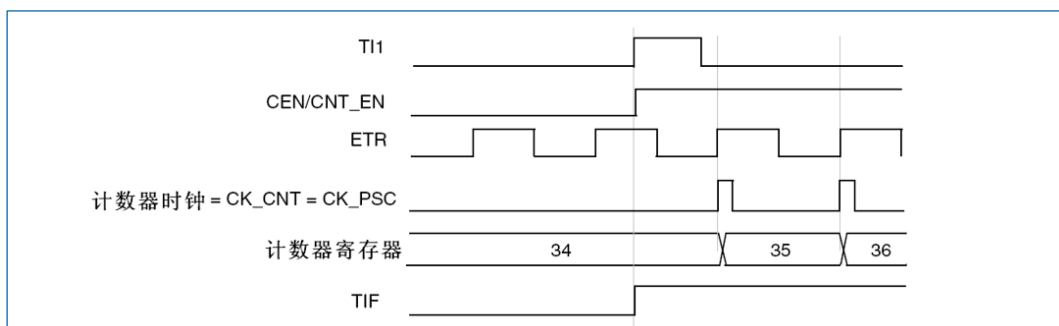 TI1
CEN/CNT_EN
ETR
计数器时钟 = CK_CNT = CK_PSC
计数器寄存器 34 35 36
TIF